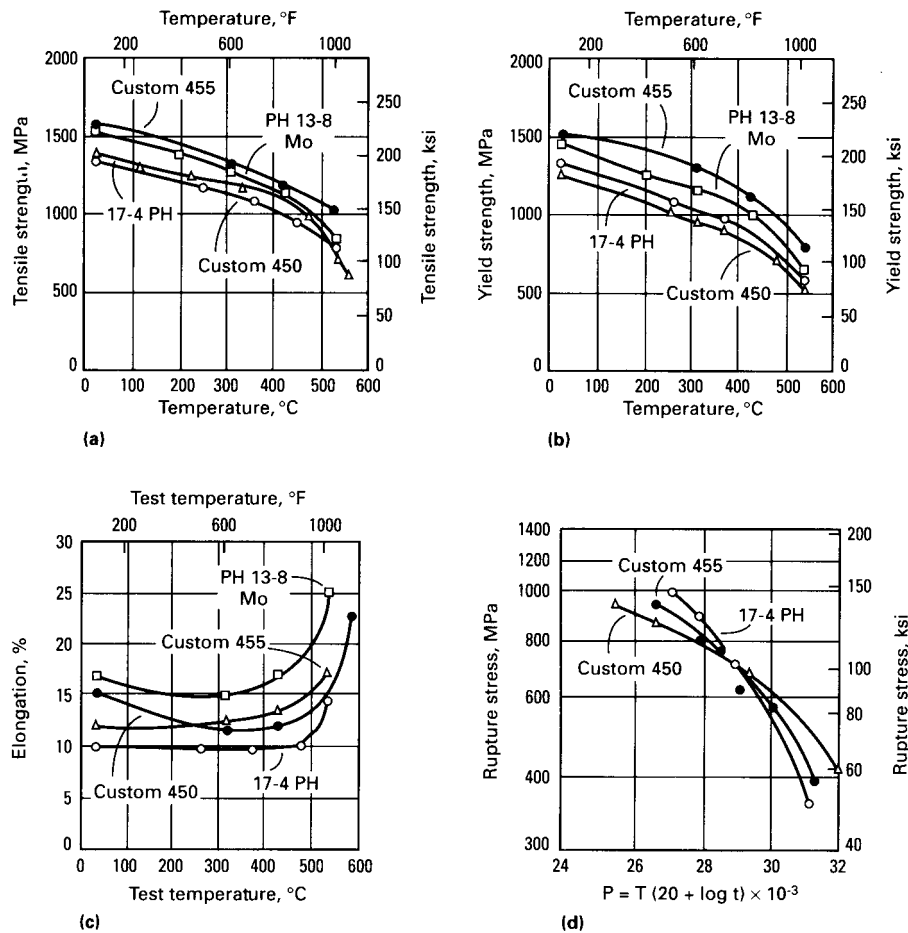 Temperature, °F
200 400 600 800 1000
2000
1500
1000
500
0
Tensile strength, MPa
250
200
150
100
50
0
Tensile strength, ksi
Custom 455
PH 13-8
Mo
17-4 PH
Custom 450
0 100 200 300 400 500 600
Temperature, °C
(a)
Temperature, °F
200 400 600 800 1000
2000
1500
1000
500
0
Yield strength, MPa
250
200
150
100
50
0
Yield strength, ksi
Custom 455
PH 13-8
Mo
17-4 PH
Custom 450
0 100 200 300 400 500 600
Temperature, °C
(b)
Test temperature, °F
200 400 600 800 1000
30
25
20
15
10
5
0
Elongation, %
PH 13-8
Mo
Custom 455
Custom 450
17-4 PH
0 100 200 300 400 500 600
Test temperature, °C
(c)
1400
1200
1000
800
600
400
300
Rupture stress, MPa
200
150
100
80
60
40
Rupture stress, ksi
Custom 455
17-4 PH
Custom 450
24 26 28 30 32
P = T (20 + log t) × 10⁻³
(d)